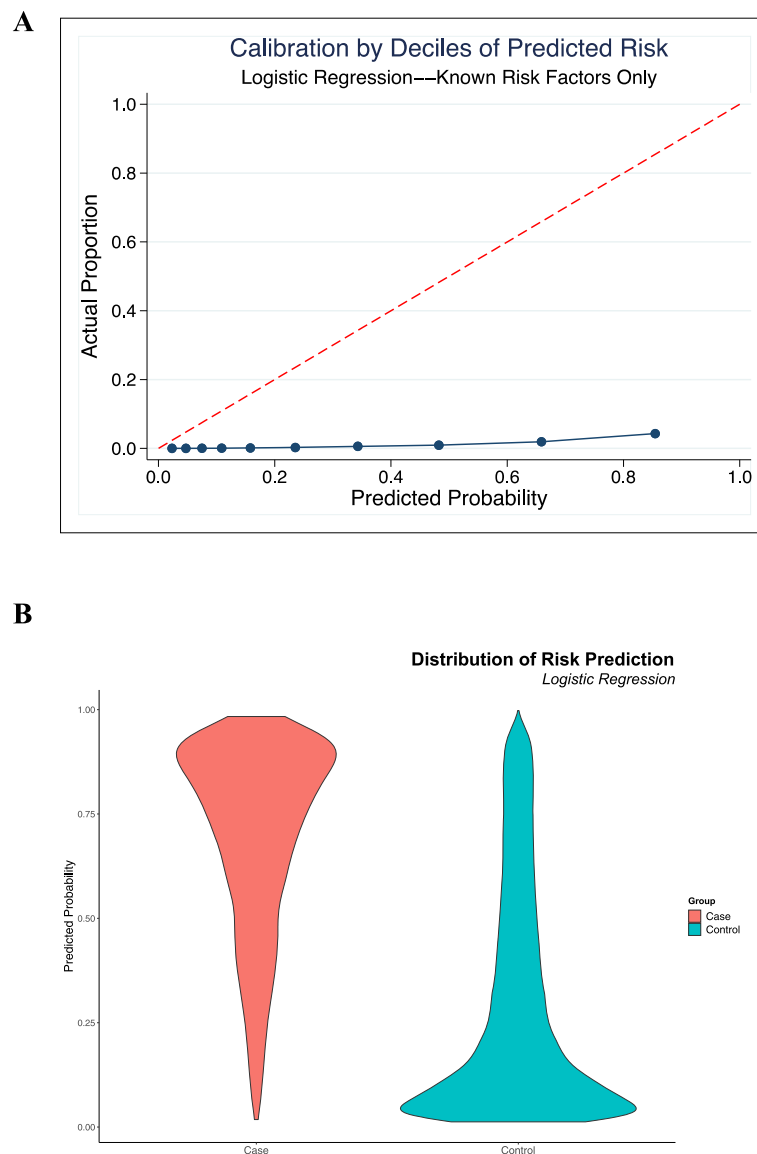 A
Calibration by Deciles of Predicted Risk
Logistic Regression––Known Risk Factors Only
1.0
0.8
0.6
0.4
0.2
0.0
Actual Proportion
0.0 0.2 0.4 0.6 0.8 1.0
Predicted Probability
B
Distribution of Risk Prediction
Logistic Regression
1.00
0.75
0.50
0.25
0.00
Predicted Probability
Group
Case
Control
Case Control